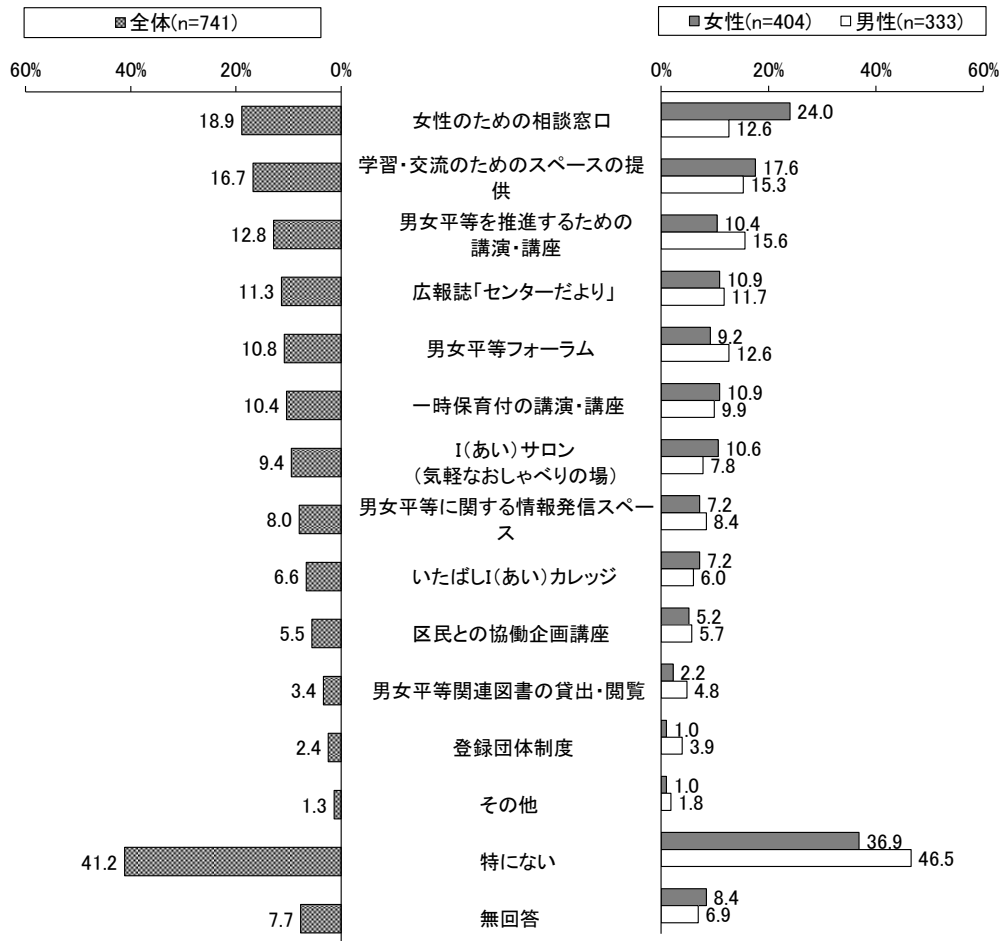 全体(n=741)
女性(n=404) 男性(n=333)
60% 40% 20% 0%
0% 20% 40% 60%
18.9 女性のための相談窓口 24.0
12.6
16.7 学習・交流のためのスペースの提 17.6
供 15.3
12.8 男女平等を推進するための 10.4
講演・講座 15.6
11.3 広報誌「センターだより」 10.9
11.7
10.8 男女平等フォーラム 9.2
12.6
10.4 一時保育付の講演・講座 10.9
9.9
9.4 I(あい)サロン 10.6
(気軽なおしゃべりの場) 7.8
8.0 男女平等に関する情報発信スペー 7.2
ス 8.4
6.6 いたばしI(あい)カレッジ 7.2
6.0
5.5 区民との協働企画講座 5.2
5.7
3.4 男女平等関連図書の貸出・閲覧 2.2
4.8
2.4 登録団体制度 1.0
3.9
1.3 その他 1.0
1.8
41.2 特にない 36.9
46.5
7.7 無回答 8.4
6.9